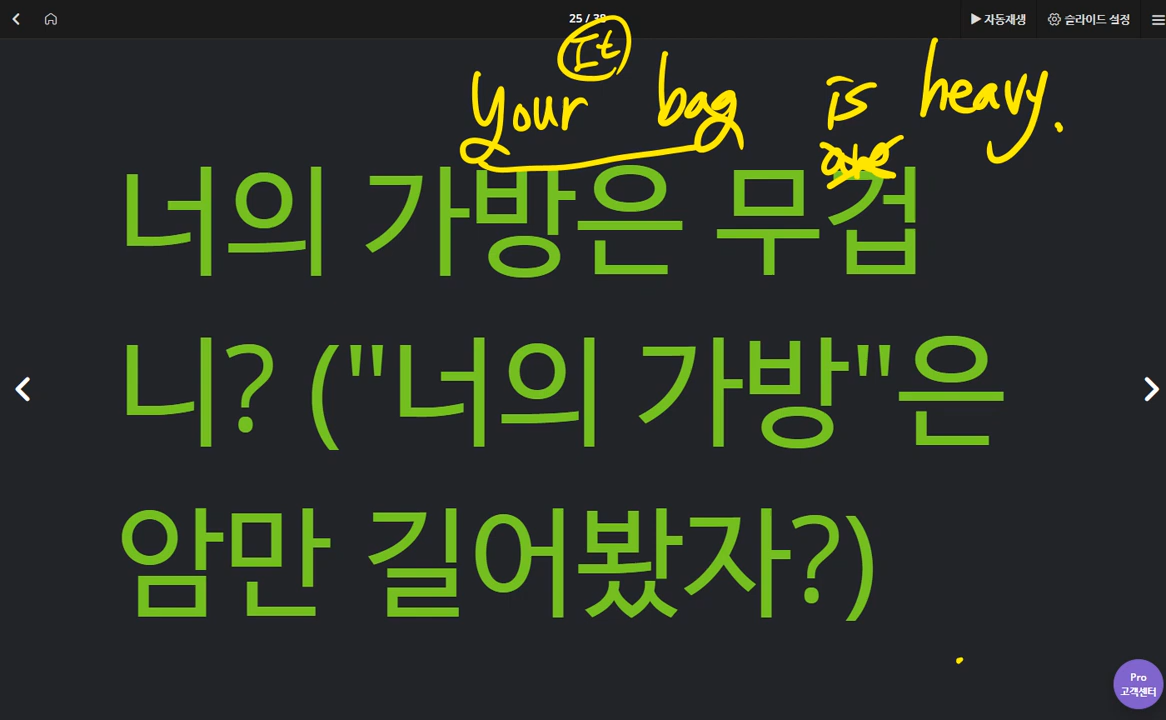 25 / 38
자동재생
슬라이드 설정
It
your bag is heavy.
are
너의 가방은 무겁
니? ("너의 가방"은
암만 길어봤자?)
Pro
고객센터